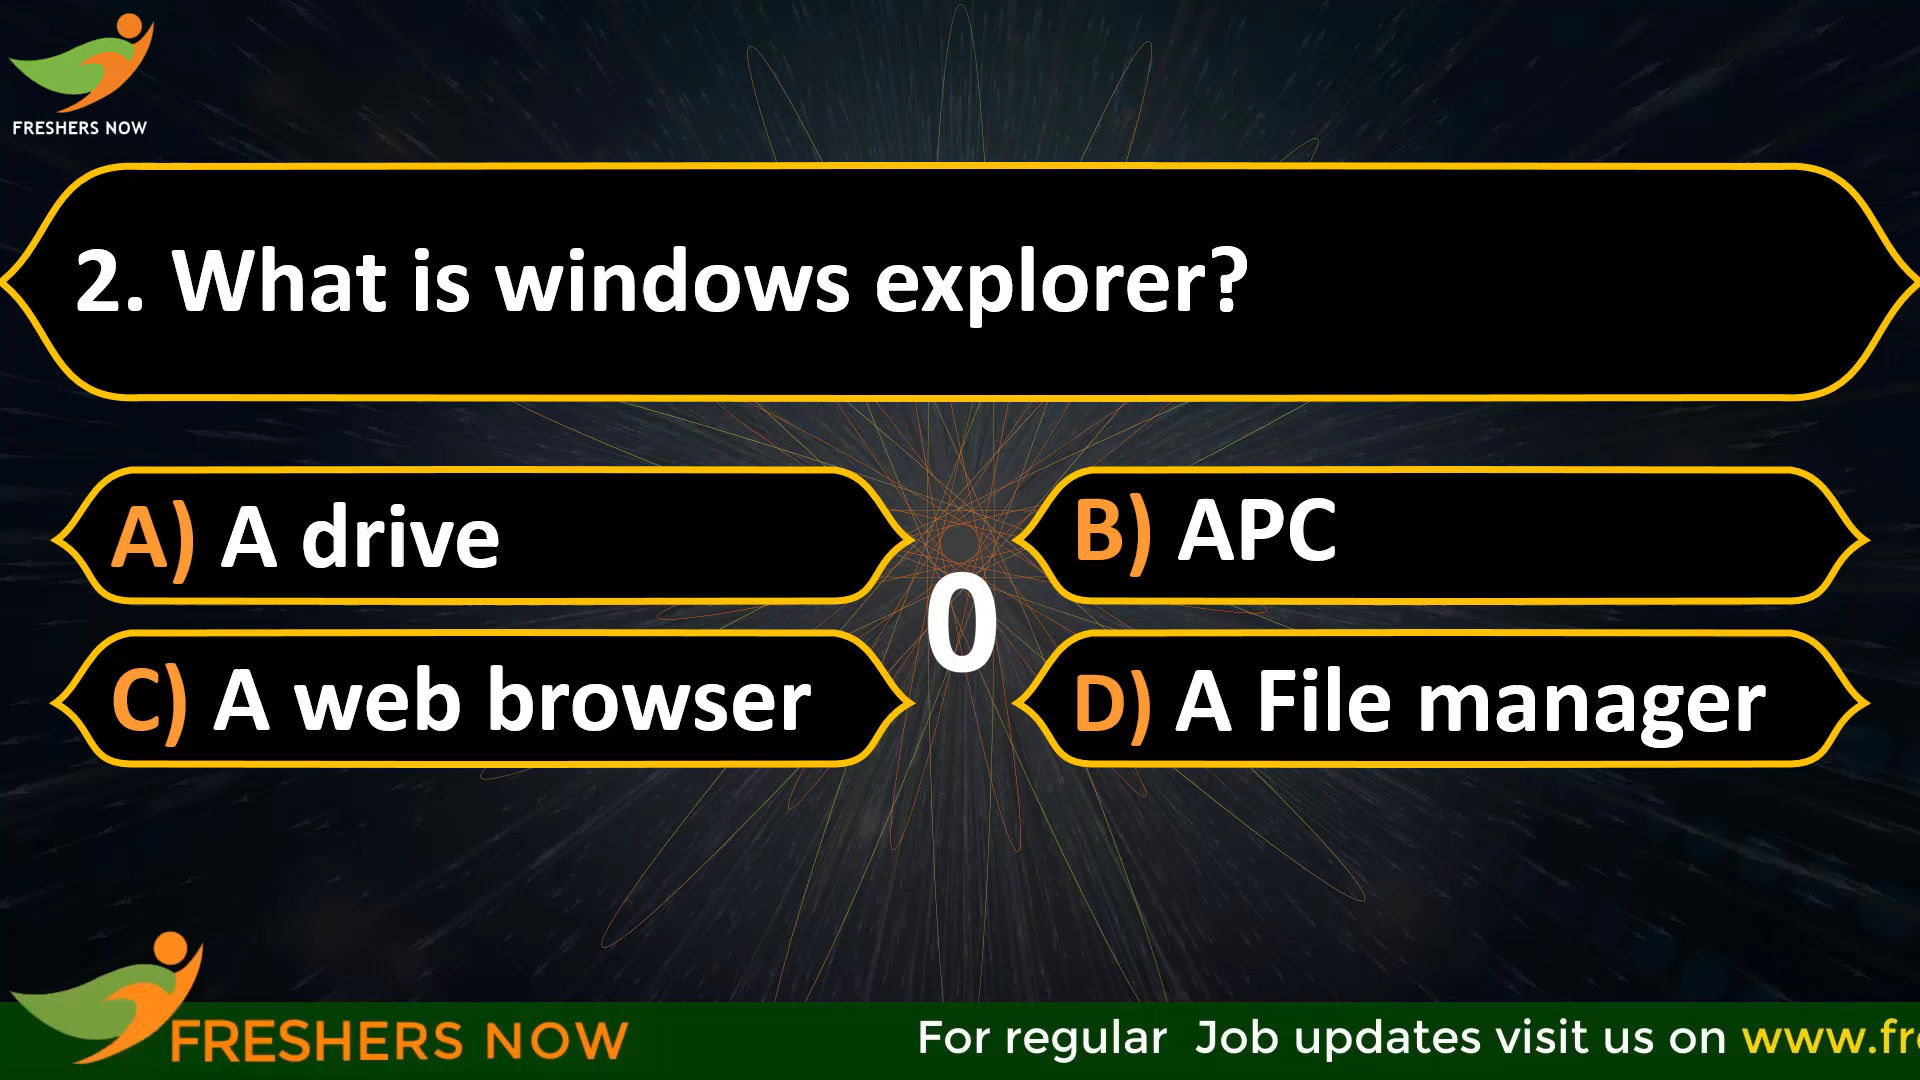 FRESHERS NOW
2. What is windows explorer?
A) A drive
B) APC
0
C) A web browser
D) A File manager
FRESHERS NOW
For regular Job updates visit us on www.fre